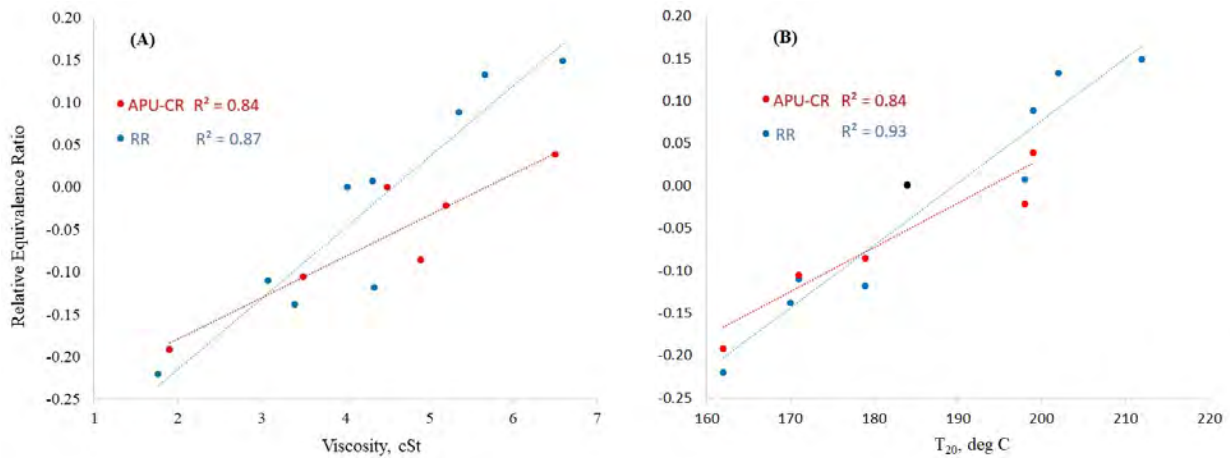 (A)
APU-CR R² = 0.84
RR R² = 0.87
Relative Equivalence Ratio
0.20
0.15
0.10
0.05
0.00
-0.05
-0.10
-0.15
-0.20
-0.25
1 2 3 4 5 6 7
Viscosity, cSt
(B)
APU-CR R² = 0.84
RR R² = 0.93
0.20
0.15
0.10
0.05
0.00
-0.05
-0.10
-0.15
-0.20
-0.25
160 170 180 190 200 210 220
T₂₀, deg C